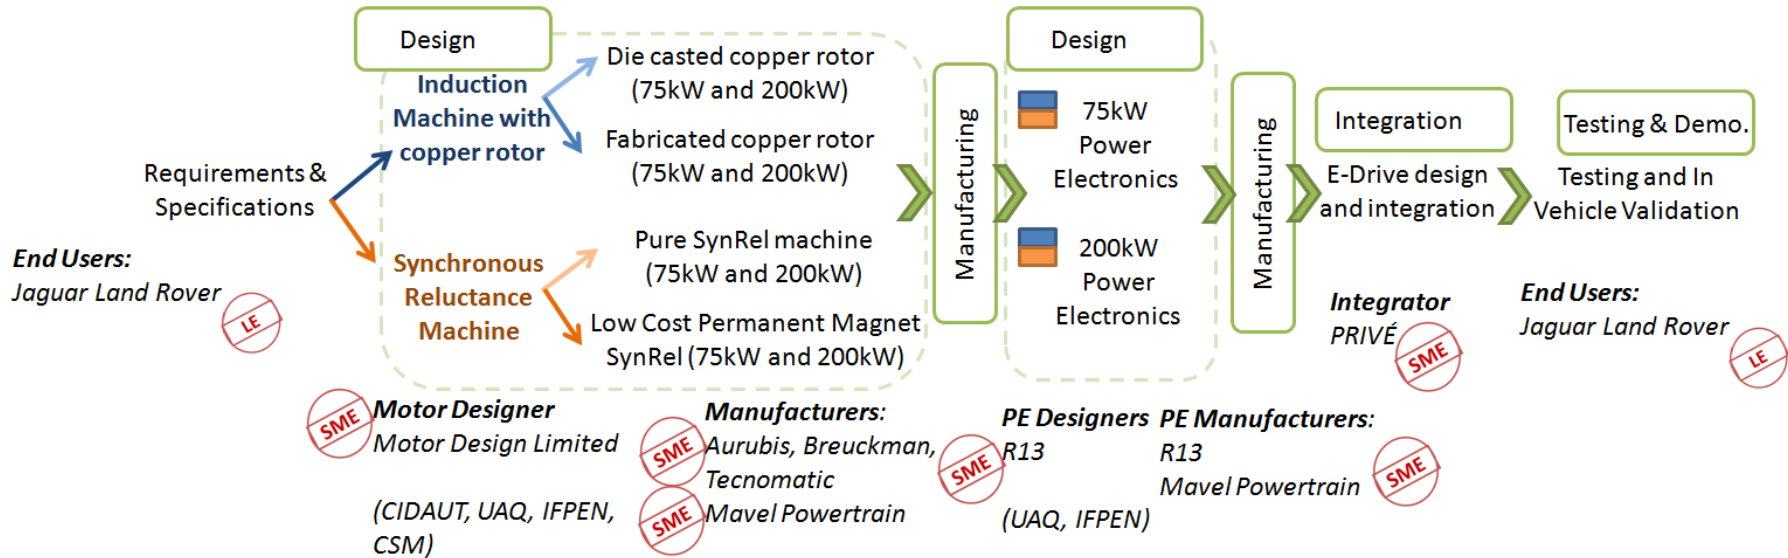 Design
Induction
Machine with
copper rotor
Die casted copper rotor
(75kW and 200kW)
Fabricated copper rotor
(75kW and 200kW)
Requirements &
Specifications
Synchronous
Reluctance
Machine
Pure SynRel machine
(75kW and 200kW)
Low Cost Permanent Magnet
SynRel (75kW and 200kW)
Manufacturing
Design
75kW
Power
Electronics
200kW
Power
Electronics
Manufacturing
Integration
E-Drive design
and integration
Testing & Demo.
Testing and In
Vehicle Validation
End Users:
Jaguar Land Rover
LE
SME
Motor Designer
Motor Design Limited
(CIDAUT, UAQ, IFPEN,
CSM)
SME
SME
Manufacturers:
Aurubis, Breuckman,
Tecnomatic
Mavel Powertrain
SME
PE Designers
R13
(UAQ, IFPEN)
PE Manufacturers:
R13
Mavel Powertrain
SME
Integrator
PRIVÉ
SME
End Users:
Jaguar Land Rover
LE